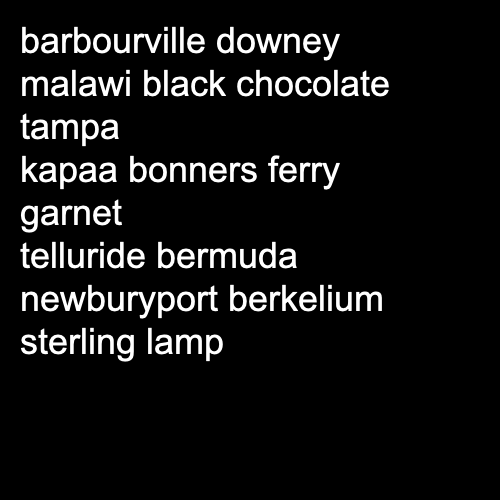 barbourville downey
malawi black chocolate
tampa
kapaa bonners ferry
garnet
telluride bermuda
newburyport berkelium
sterling lamp